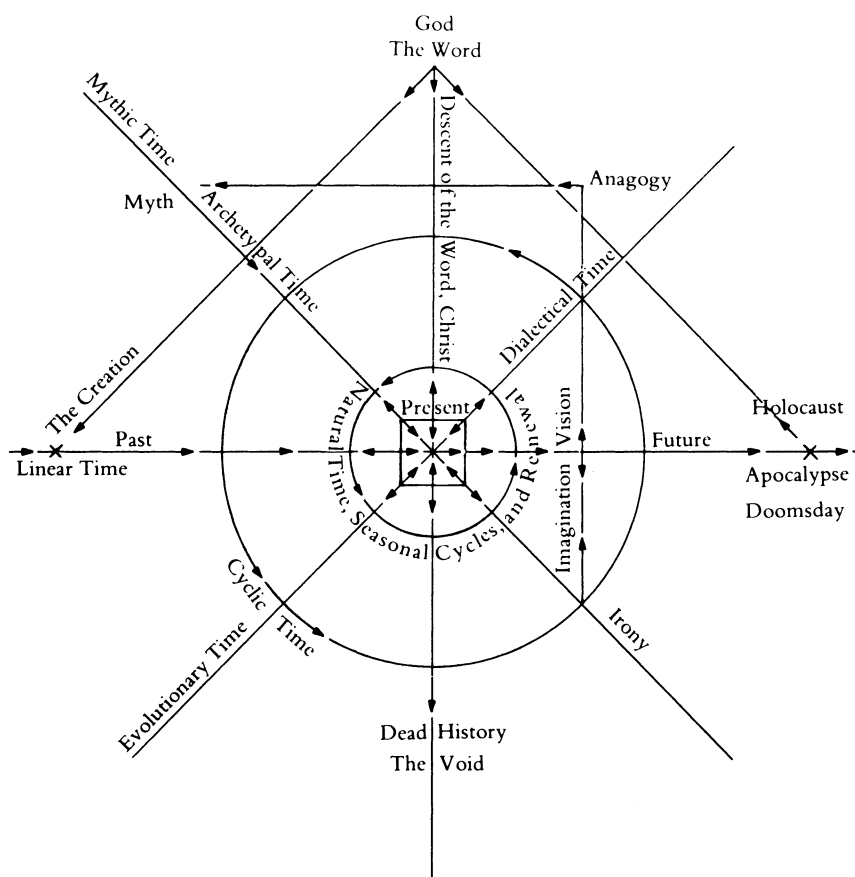 God
The Word
Mythic Time
Descent of the Word, Christ
Anagogy
Myth
Archetypal Time
Dialectical Time
The Creation
Holocaust
Present
Past
Future
Linear Time
Apocalypse
Doomsday
Natural Time, Seasonal Cycles, and Renewal
Imagination Vision
Cyclic Time
Irony
Evolutionary Time
Dead History
The Void